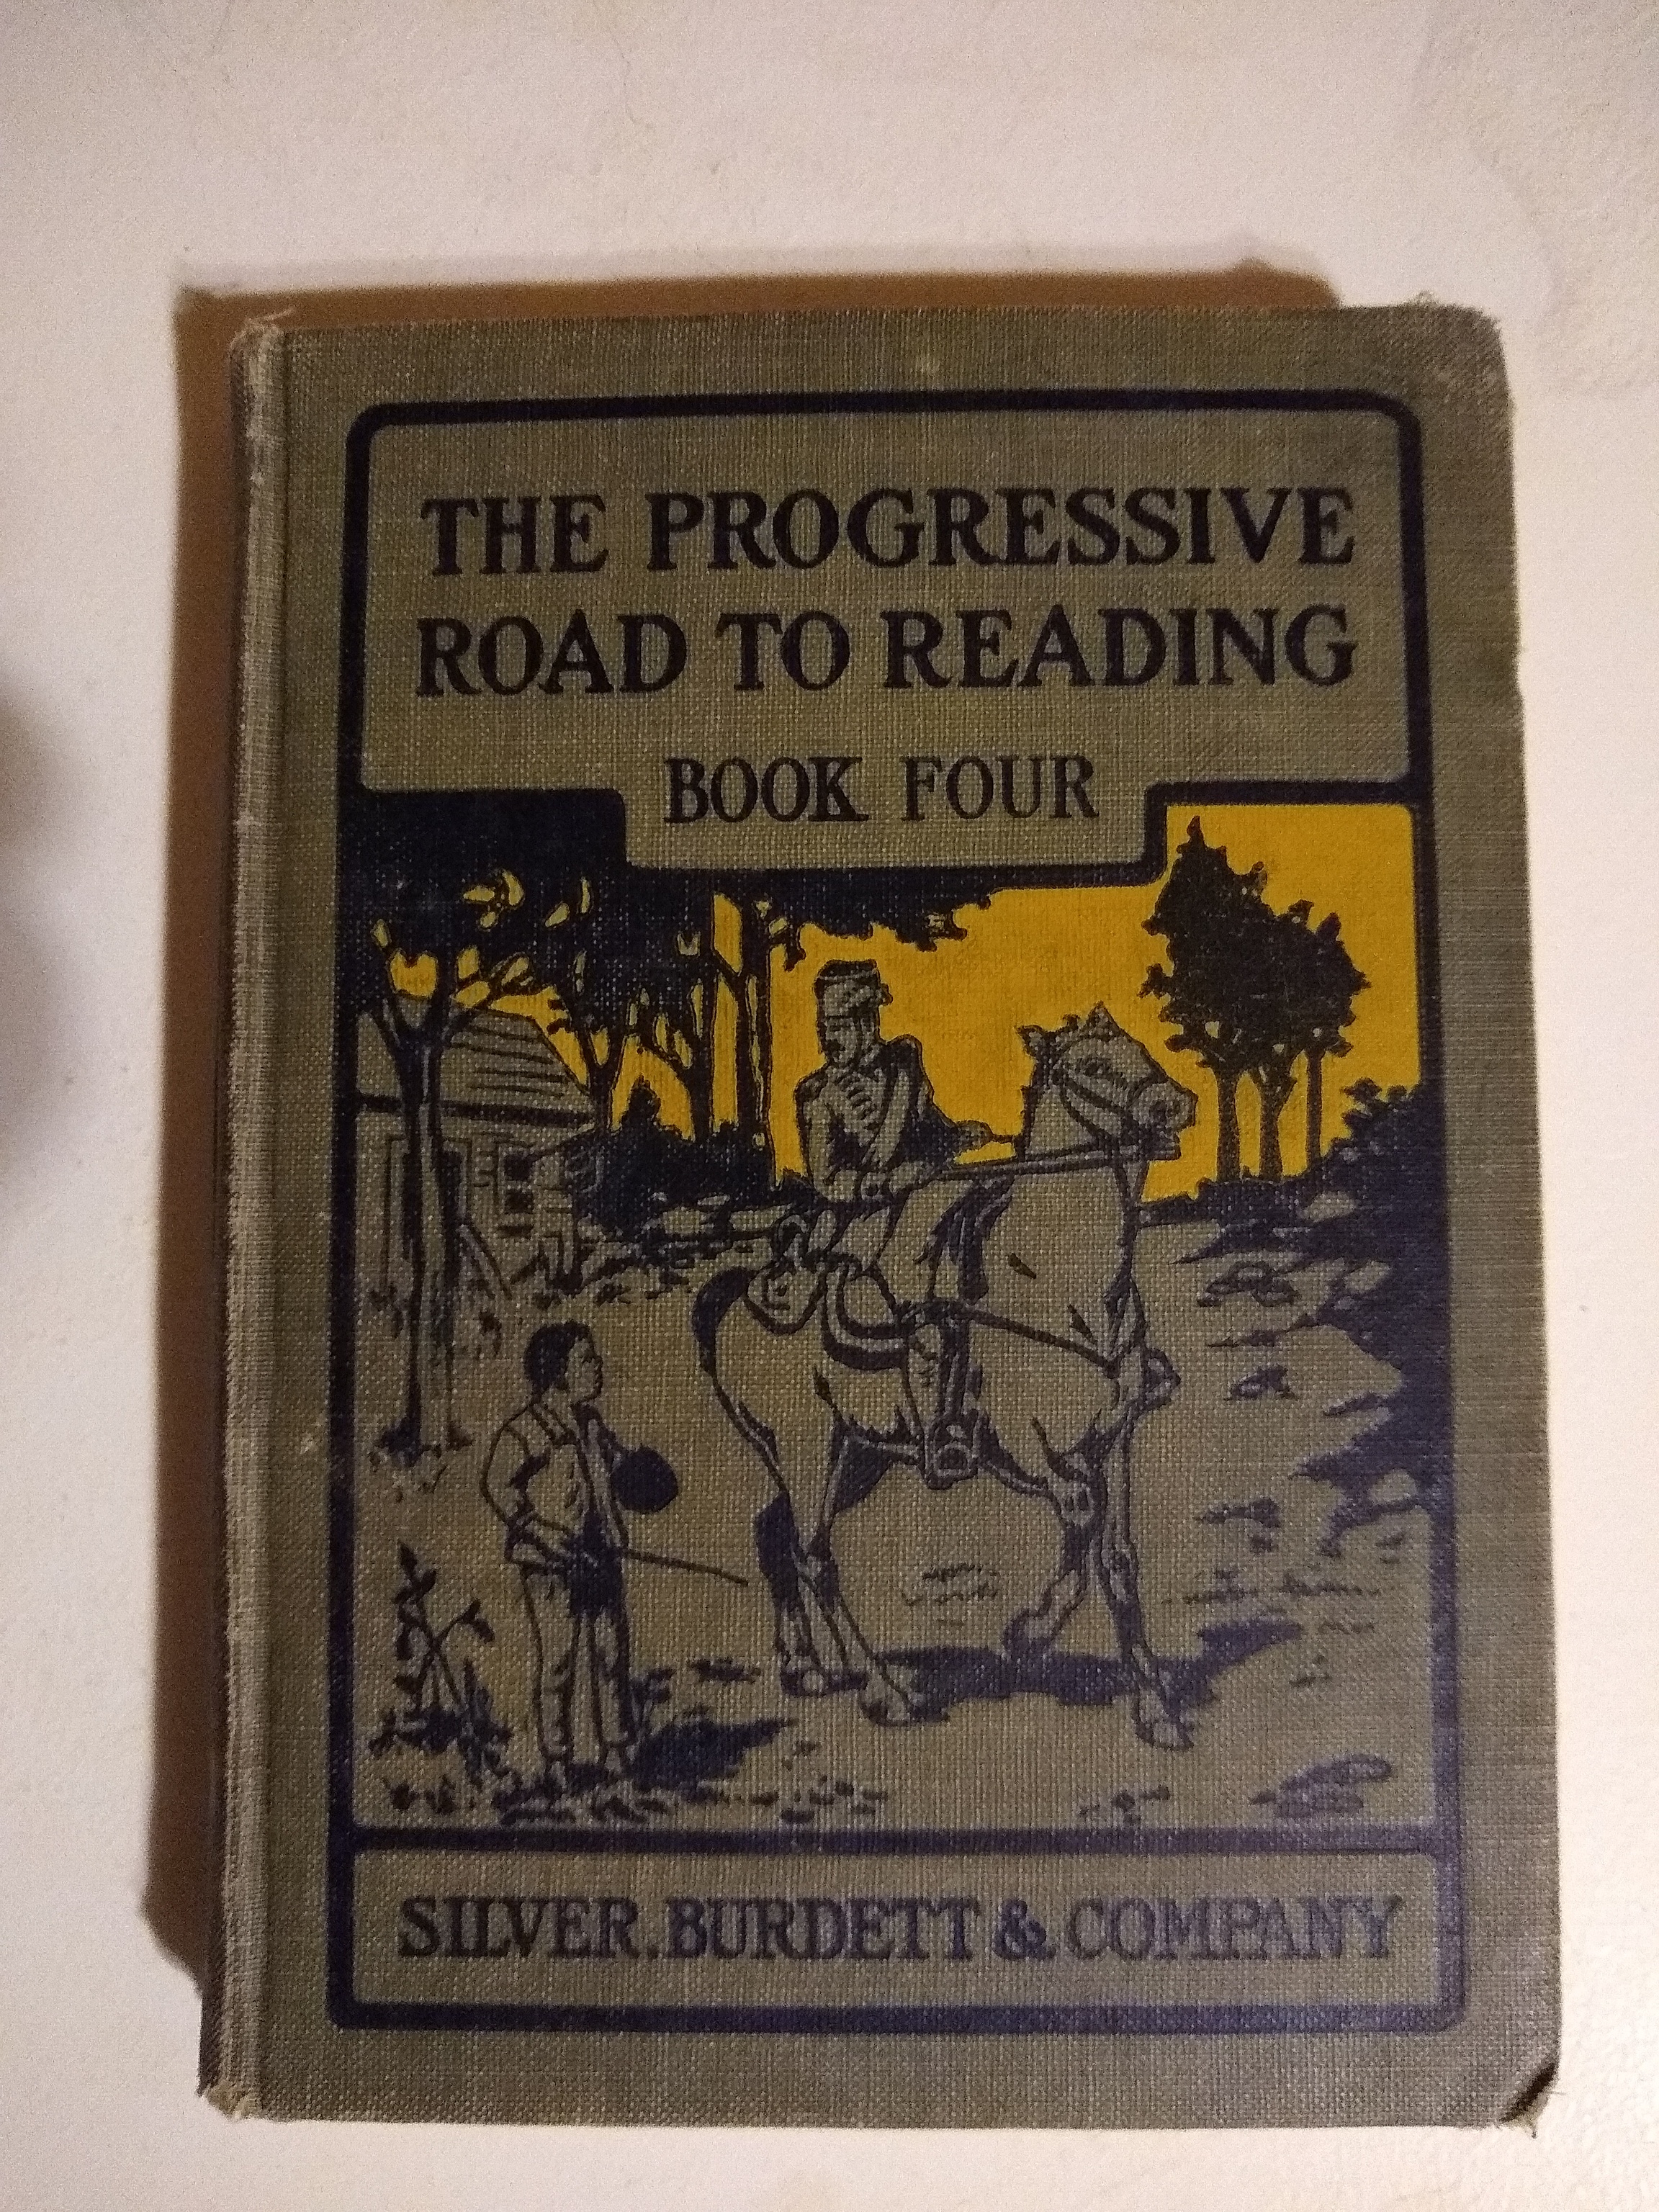 THE PROGRESSIVE
ROAD TO READING
BOOK FOUR
SILVER, BURDETT & COMPANY